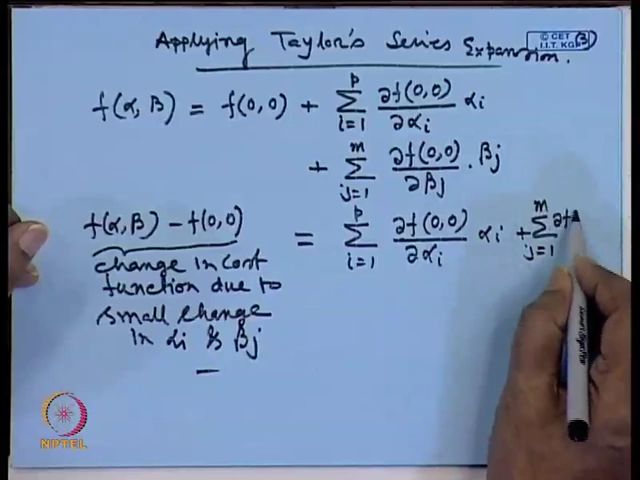 © CET
I.I.T. KGP
Applying Taylor's Series Expansion.
f(α, β) = f(0,0) + Σ_{i=1}^{p} ∂f(0,0)/∂αi αi
+ Σ_{j=1}^{m} ∂f(0,0)/∂βj . βj
f(α,β) – f(0,0) = Σ_{i=1}^{p} ∂f(0,0)/∂αi αi + Σ_{j=1}^{m} ∂f
change in cost
function due to
small change
in αi & βj
NPTEL